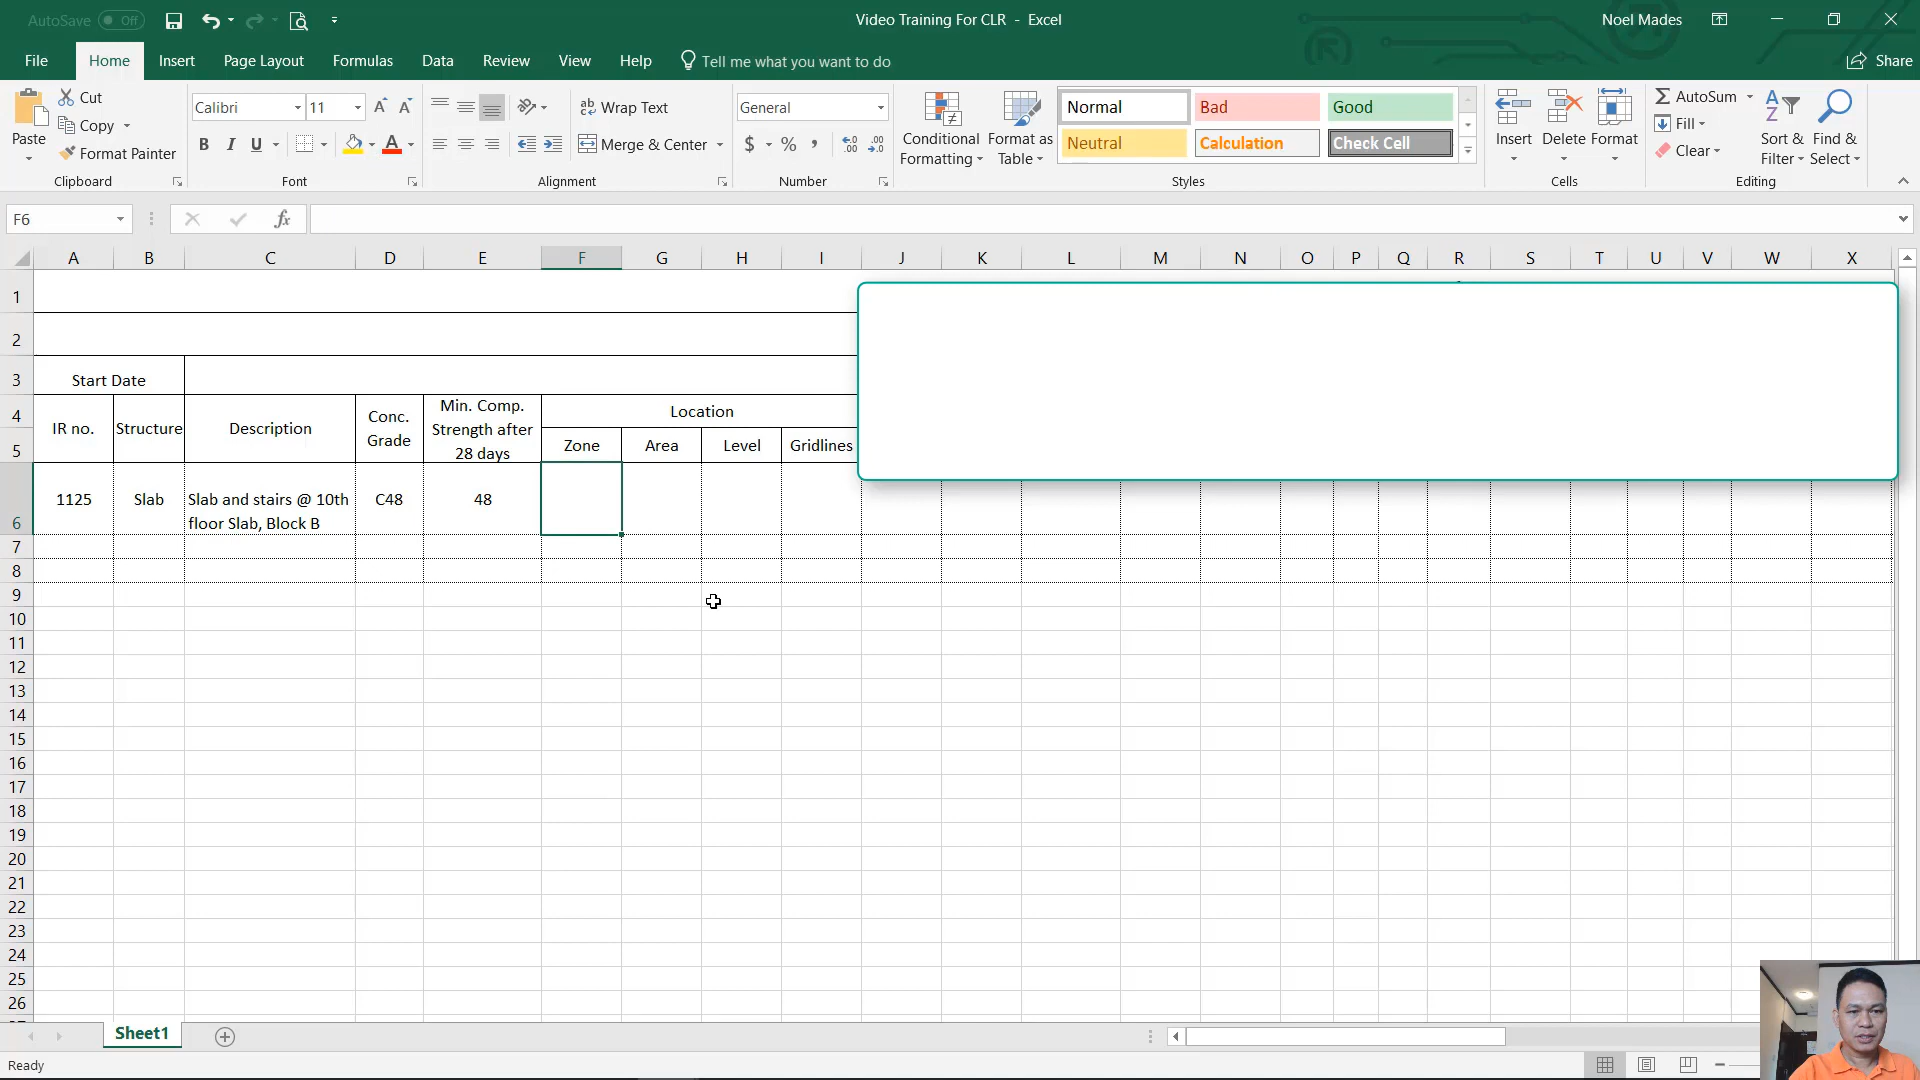 AutoSave Off
Video Training For CLR - Excel
Noel Mades
File Home Insert Page Layout Formulas Data Review View Help Tell me what you want to do
Share
Paste
Cut
Copy
Format Painter
Clipboard
Calibri 11
B I U A
Font
Wrap Text
Merge & Center
Alignment
General
$ % ,
Number
Conditional
Formatting
Format as
Table
Normal Bad Good
Neutral Calculation Check Cell
Styles
Insert Delete Format
Cells
AutoSum
Fill
Clear
Sort &
Filter
Find &
Select
Editing
F6
fx
A B C D E F G H I J K L M N O P Q R S T U V W X
1
2
3 Start Date
4
5
IR no. Structure Description
Conc.
Grade
Min. Comp.
Strength after
28 days
Location
Zone Area Level Gridlines
6
1125 Slab
Slab and stairs @ 10th
floor Slab, Block B
C48 48
7
8
9
10
11
12
13
14
15
16
17
18
19
20
21
22
23
24
25
26
Sheet1
Ready